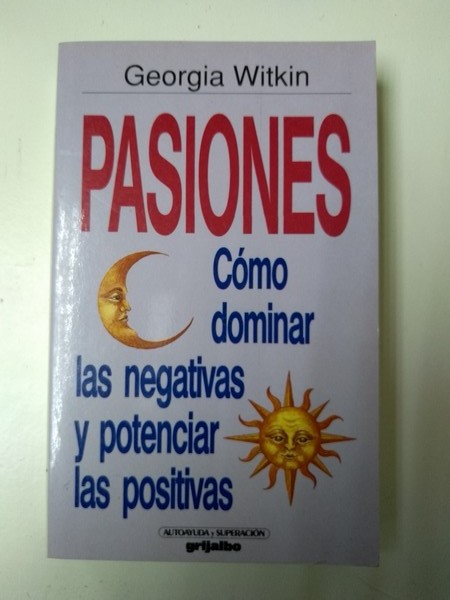 Georgia Witkin
PASIONES
Cómo
dominar
las negativas
y potenciar
las positivas
AUTOAYUDA Y SUPERACIÓN
grijalbo